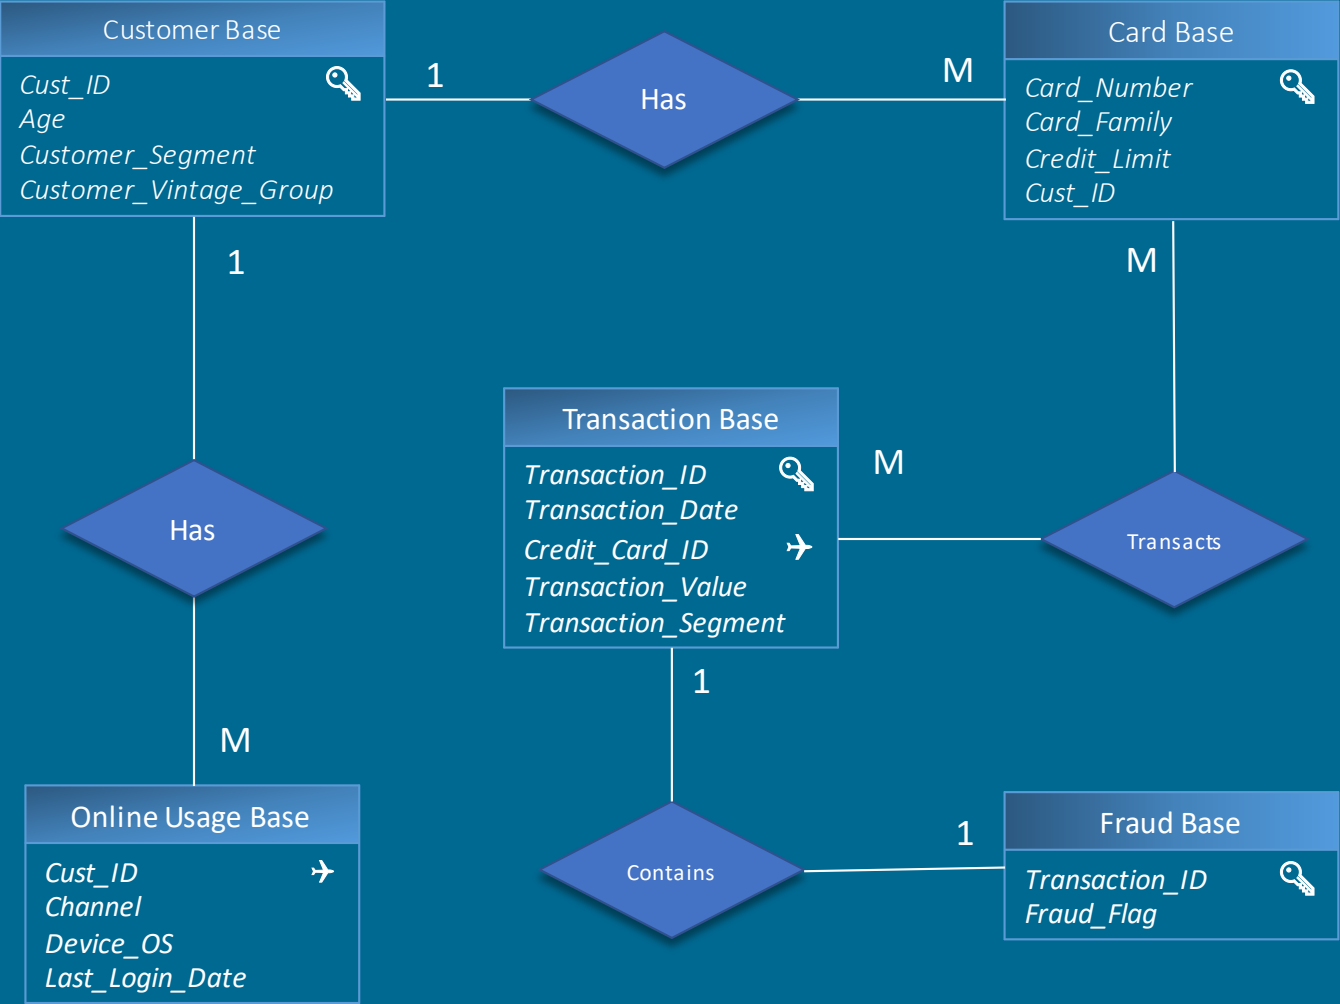 Customer Base
Cust_ID
Age
Customer_Segment
Customer_Vintage_Group
1
Has
M
Card Base
Card_Number
Card_Family
Credit_Limit
Cust_ID
1
M
Transaction Base
Transaction_ID
Transaction_Date
Credit_Card_ID
Transaction_Value
Transaction_Segment
M
Transacts
Has
1
M
Online Usage Base
Cust_ID
Channel
Device_OS
Last_Login_Date
Contains
1
Fraud Base
Transaction_ID
Fraud_Flag